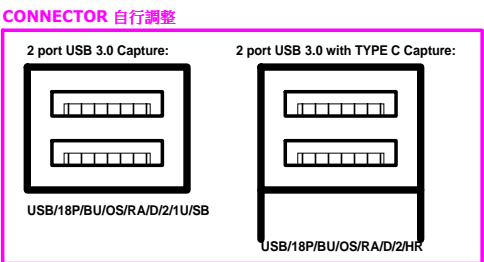 CONNECTOR 自行調整
2 port USB 3.0 Capture:
2 port USB 3.0 with TYPE C Capture:
USB/18P/BU/OS/RA/D/2/1U/SB
USB/18P/BU/OS/RA/D/2/HR